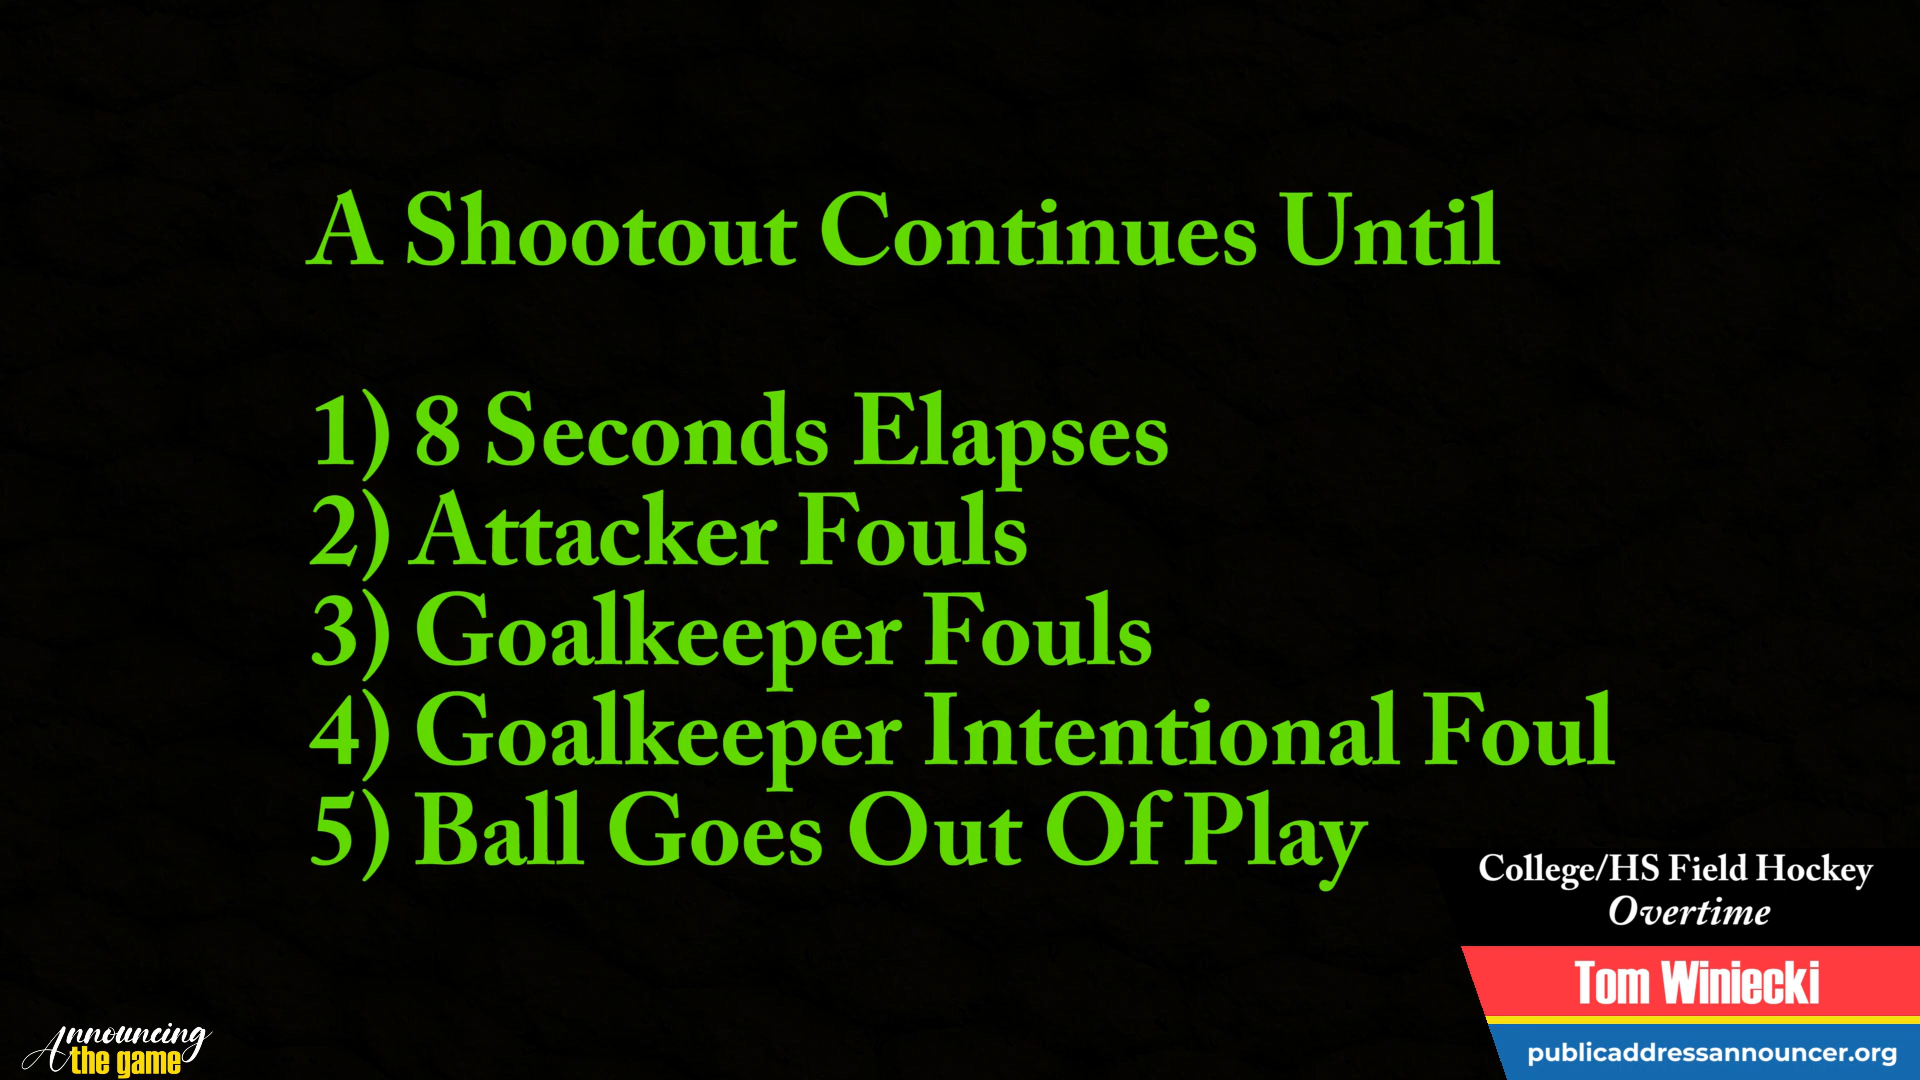 A Shootout Continues Until
1) 8 Seconds Elapses
2) Attacker Fouls
3) Goalkeeper Fouls
4) Goalkeeper Intentional Foul
5) Ball Goes Out Of Play
College/HS Field Hockey
Overtime
Tom Winiecki
publicaddressannouncer.org
Announcing
the game